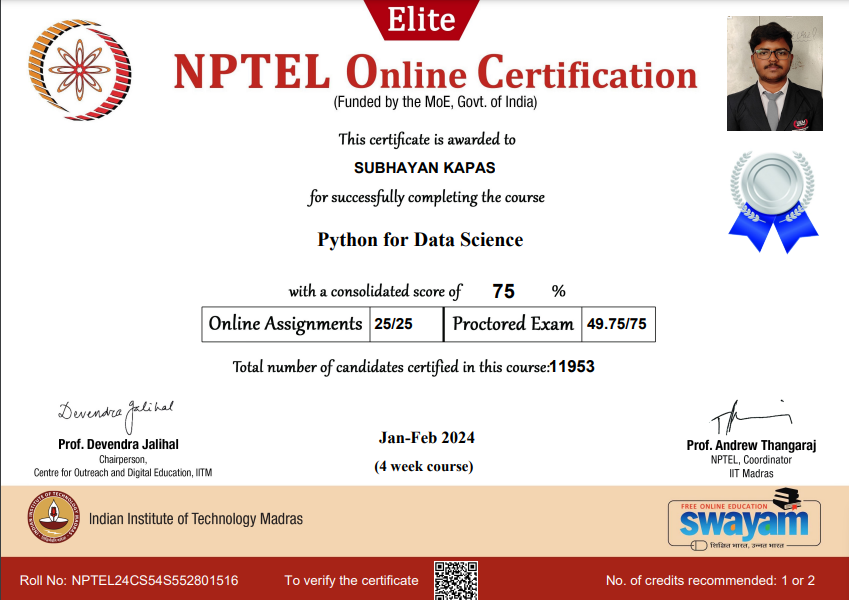 Elite
NPTEL Online Certification
(Funded by the MoE, Govt. of India)
This certificate is awarded to
SUBHAYAN KAPAS
for successfully completing the course
Python for Data Science
with a consolidated score of 75 %
Online Assignments 25/25 Proctored Exam 49.75/75
Total number of candidates certified in this course:11953
Devendra Jalihal
Prof. Devendra Jalihal
Chairperson,
Centre for Outreach and Digital Education, IITM
Jan-Feb 2024
(4 week course)
Prof. Andrew Thangaraj
NPTEL, Coordinator
IIT Madras
Indian Institute of Technology Madras
FREE ONLINE EDUCATION
swayam
शिक्षित भारत, उन्नत भारत
Roll No: NPTEL24CS54S552801516 To verify the certificate No. of credits recommended: 1 or 2